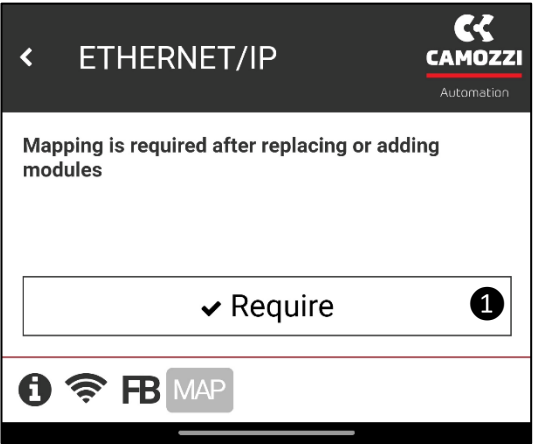 ETHERNET/IP
CAMOZZI
Automation
Mapping is required after replacing or adding
modules
Require
1
FB MAP